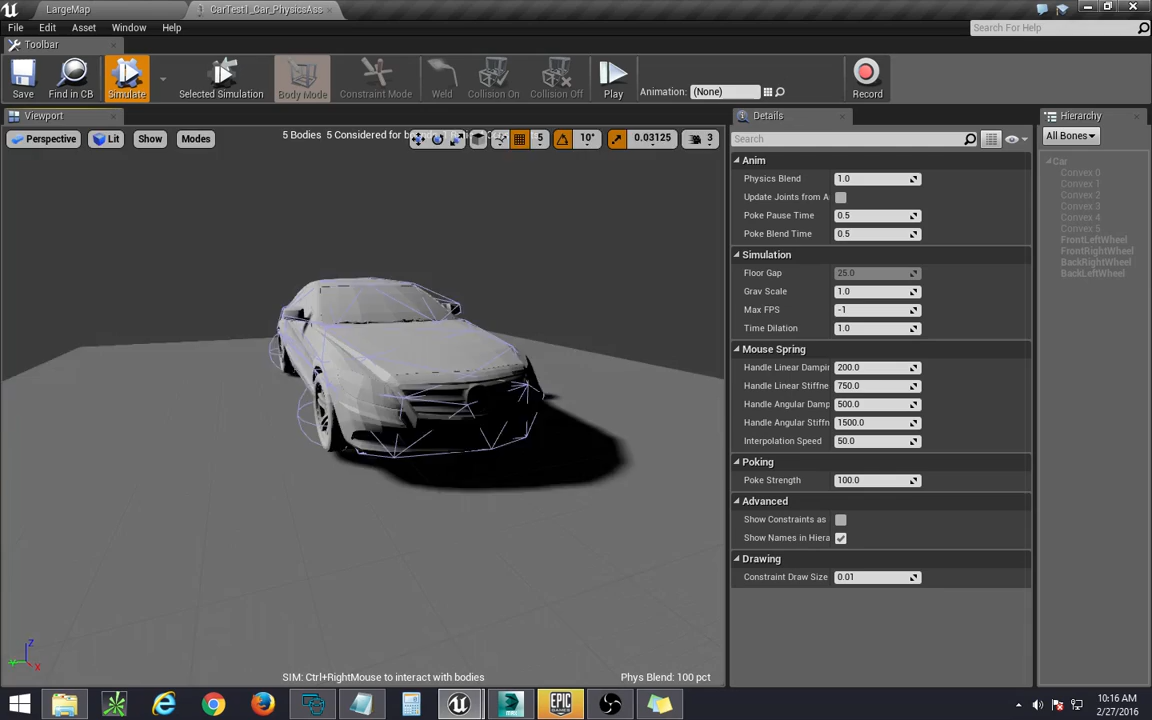 LargeMap
CarTest1_Car_PhysicsAss
File Edit Asset Window Help
Search For Help
Toolbar
Save
Find in CB
Simulate
Selected Simulation
Body Mode
Constraint Mode
Weld
Collision On
Collision Off
Play
Animation: (None)
Record
Viewport
Details
Hierarchy
Perspective
Lit
Show
Modes
5 Bodies 5 Considered for
5
10°
0.03125
3
Search
All Bones
Anim
Physics Blend 1.0
Update Joints from A
Poke Pause Time 0.5
Poke Blend Time 0.5
Simulation
Floor Gap 25.0
Grav Scale 1.0
Max FPS -1
Time Dilation 1.0
Mouse Spring
Handle Linear Dampi 200.0
Handle Linear Stiffne 750.0
Handle Angular Damp 500.0
Handle Angular Stiffn 1500.0
Interpolation Speed 50.0
Poking
Poke Strength 100.0
Advanced
Show Constraints as
Show Names in Hiera
Drawing
Constraint Draw Size 0.01
Car
Convex 0
Convex 1
Convex 2
Convex 3
Convex 4
Convex 5
FrontLeftWheel
FrontRightWheel
BackRightWheel
BackLeftWheel
Z
Y
X
SIM: Ctrl+RightMouse to interact with bodies
Phys Blend: 100 pct
EPIC
GAMES
10:16 AM
2/27/2016